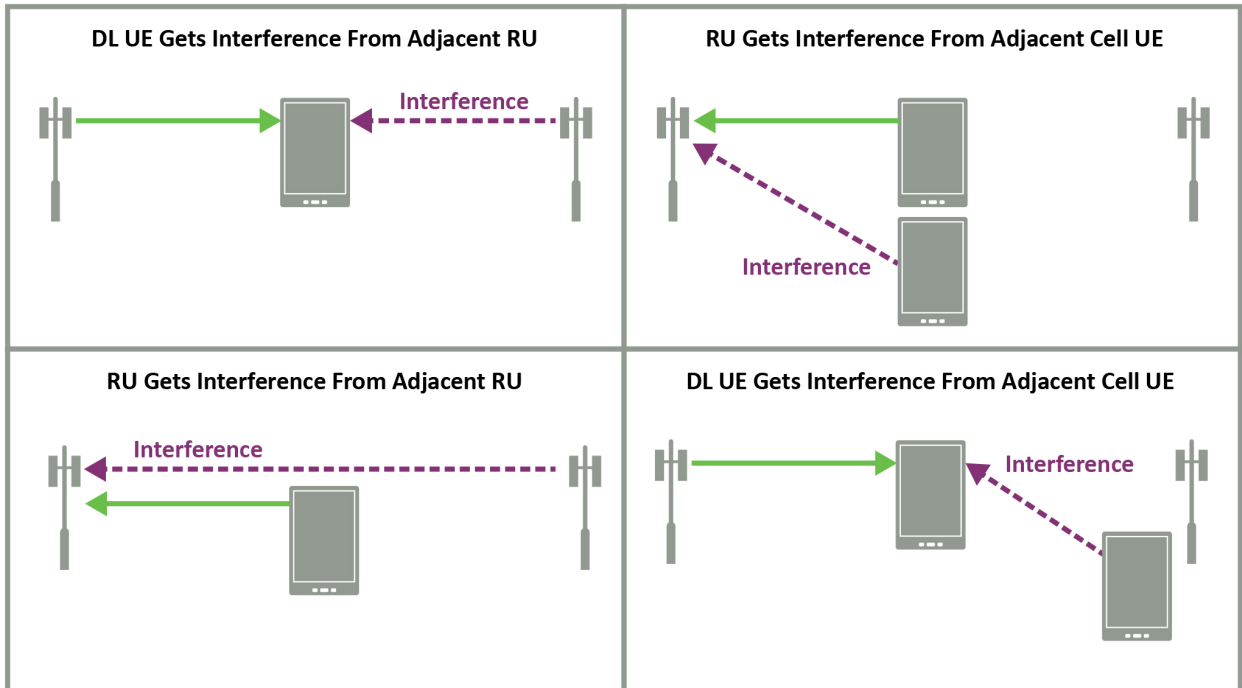 DL UE Gets Interference From Adjacent RU
Interference
RU Gets Interference From Adjacent Cell UE
Interference
RU Gets Interference From Adjacent RU
Interference
DL UE Gets Interference From Adjacent Cell UE
Interference